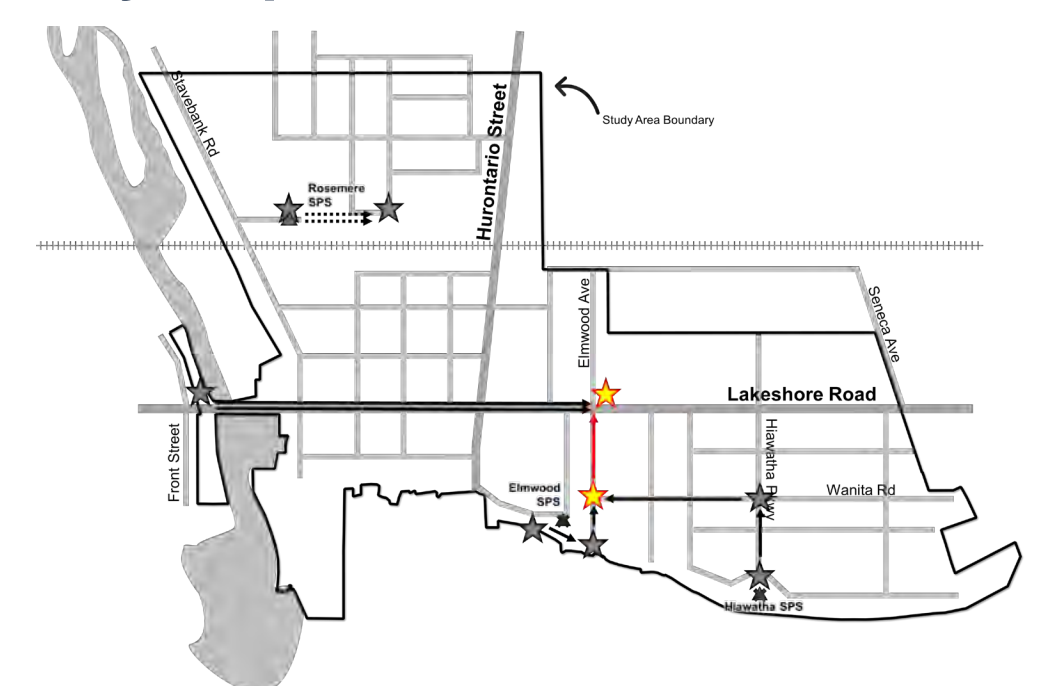 Stavebank Rd
Hurontario Street
Study Area Boundary
Rosemere
SPS
Elmwood Ave
Seneca Ave
Lakeshore Road
Front Street
Hiawatha Pkwy
Elmwood
SPS
Wanita Rd
Hiawatha SPS